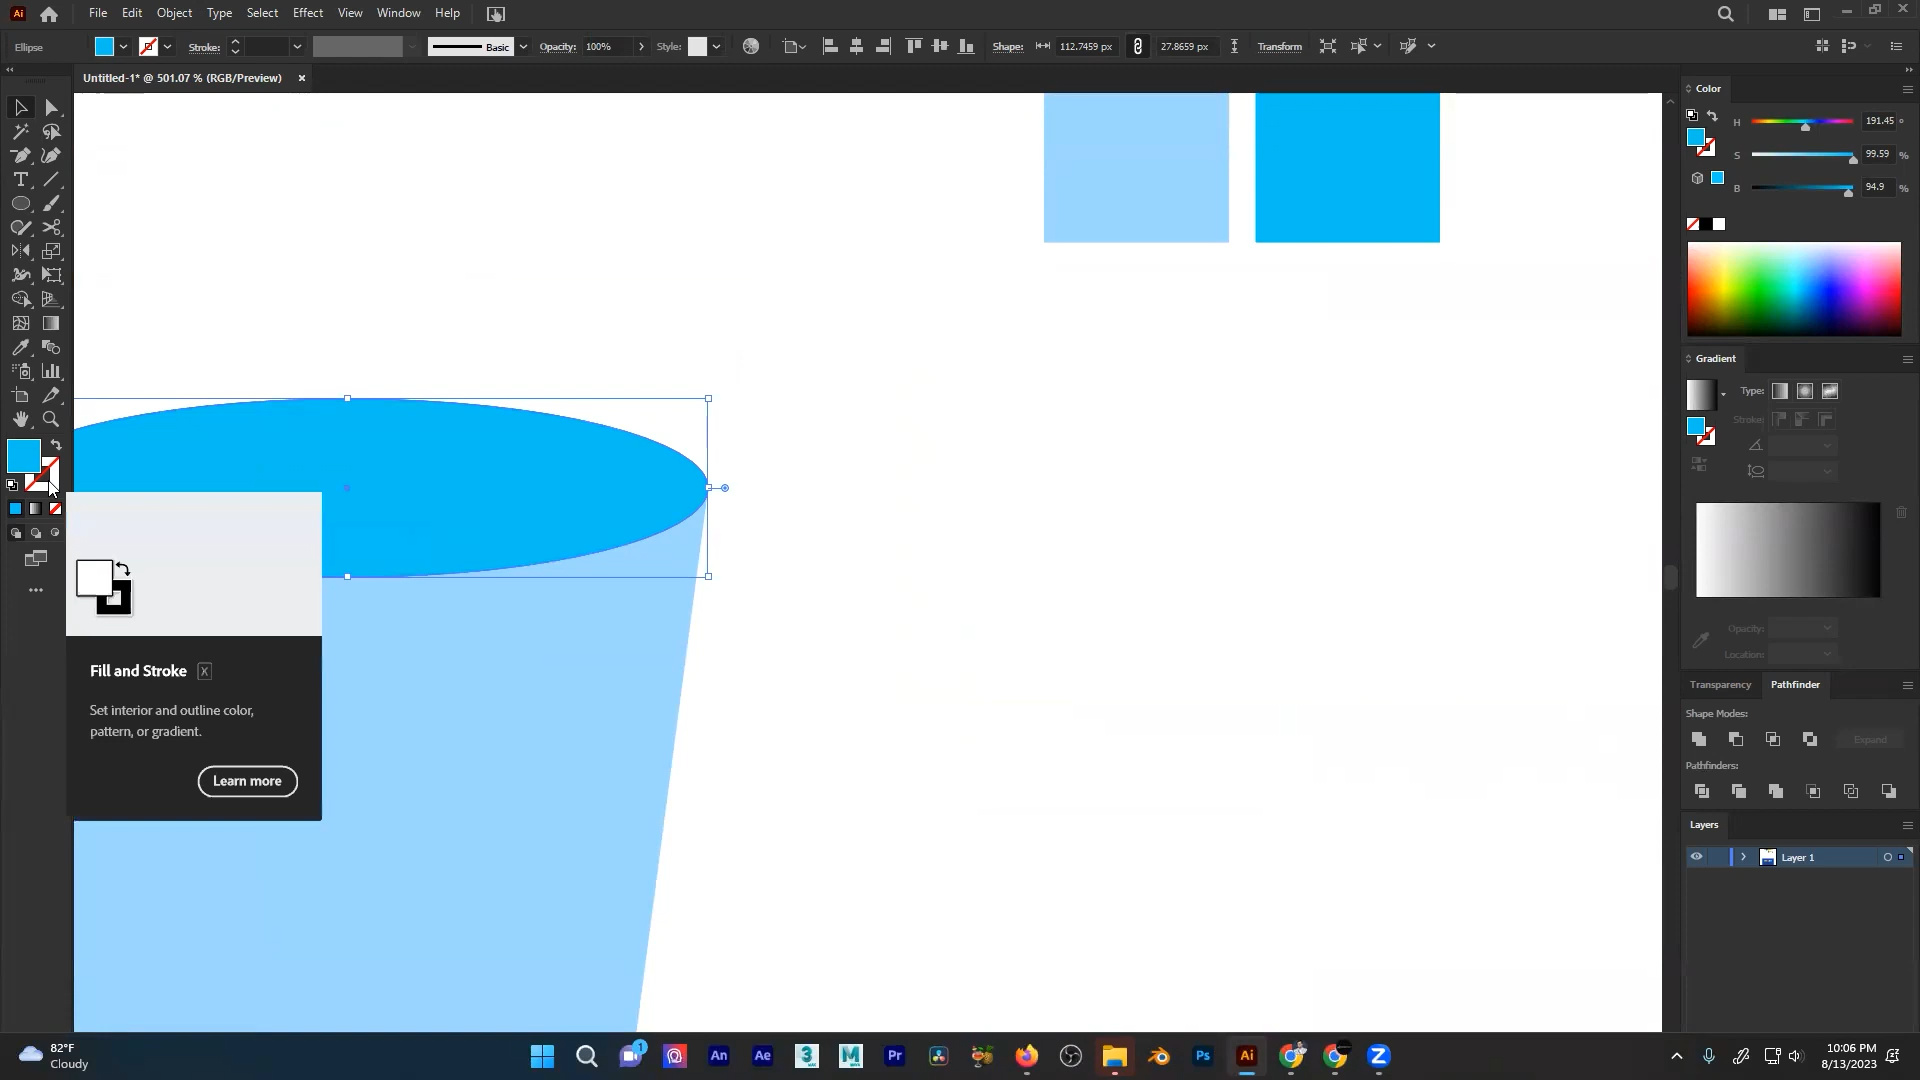 Ai File Edit Object Type Select Effect View Window Help
Ellipse Stroke: Basic Opacity: 100% Style: Shape: 112.7459 px 27.8659 px Transform
Untitled-1* @ 501.07 % (RGB/Preview)
Color
H 191.45 °
S 99.59 %
B 94.9 %
Gradient
Type:
Stroke:
Opacity:
Location:
Fill and Stroke X
Set interior and outline color,
pattern, or gradient.
Learn more
Transparency Pathfinder
Shape Modes:
Expand
Pathfinders:
Layers
Layer 1
82°F
Cloudy
1 An Ae 3 M Pr Ps Ai Z
10:06 PM
8/13/2023